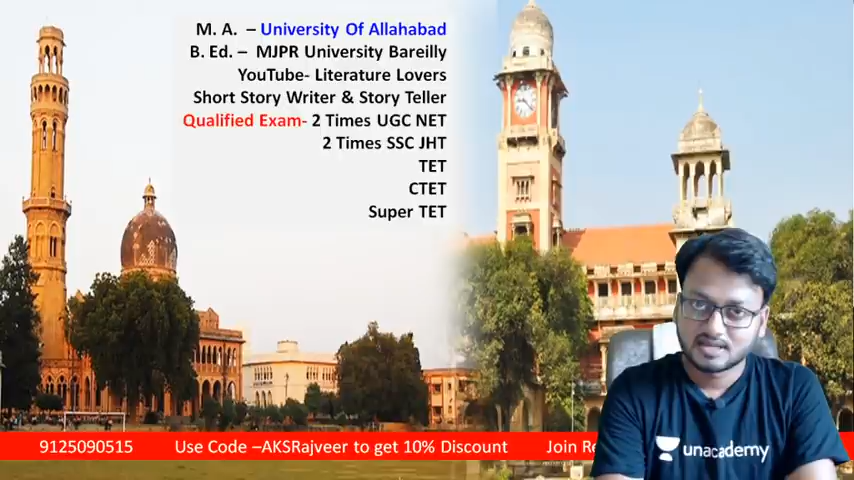 M. A. – University Of Allahabad
B. Ed. – MJPR University Bareilly
YouTube- Literature Lovers
Short Story Writer & Story Teller
Qualified Exam- 2 Times UGC NET
2 Times SSC JHT
TET
CTET
Super TET
unacademy
9125090515 Use Code –AKSRajveer to get 10% Discount Join